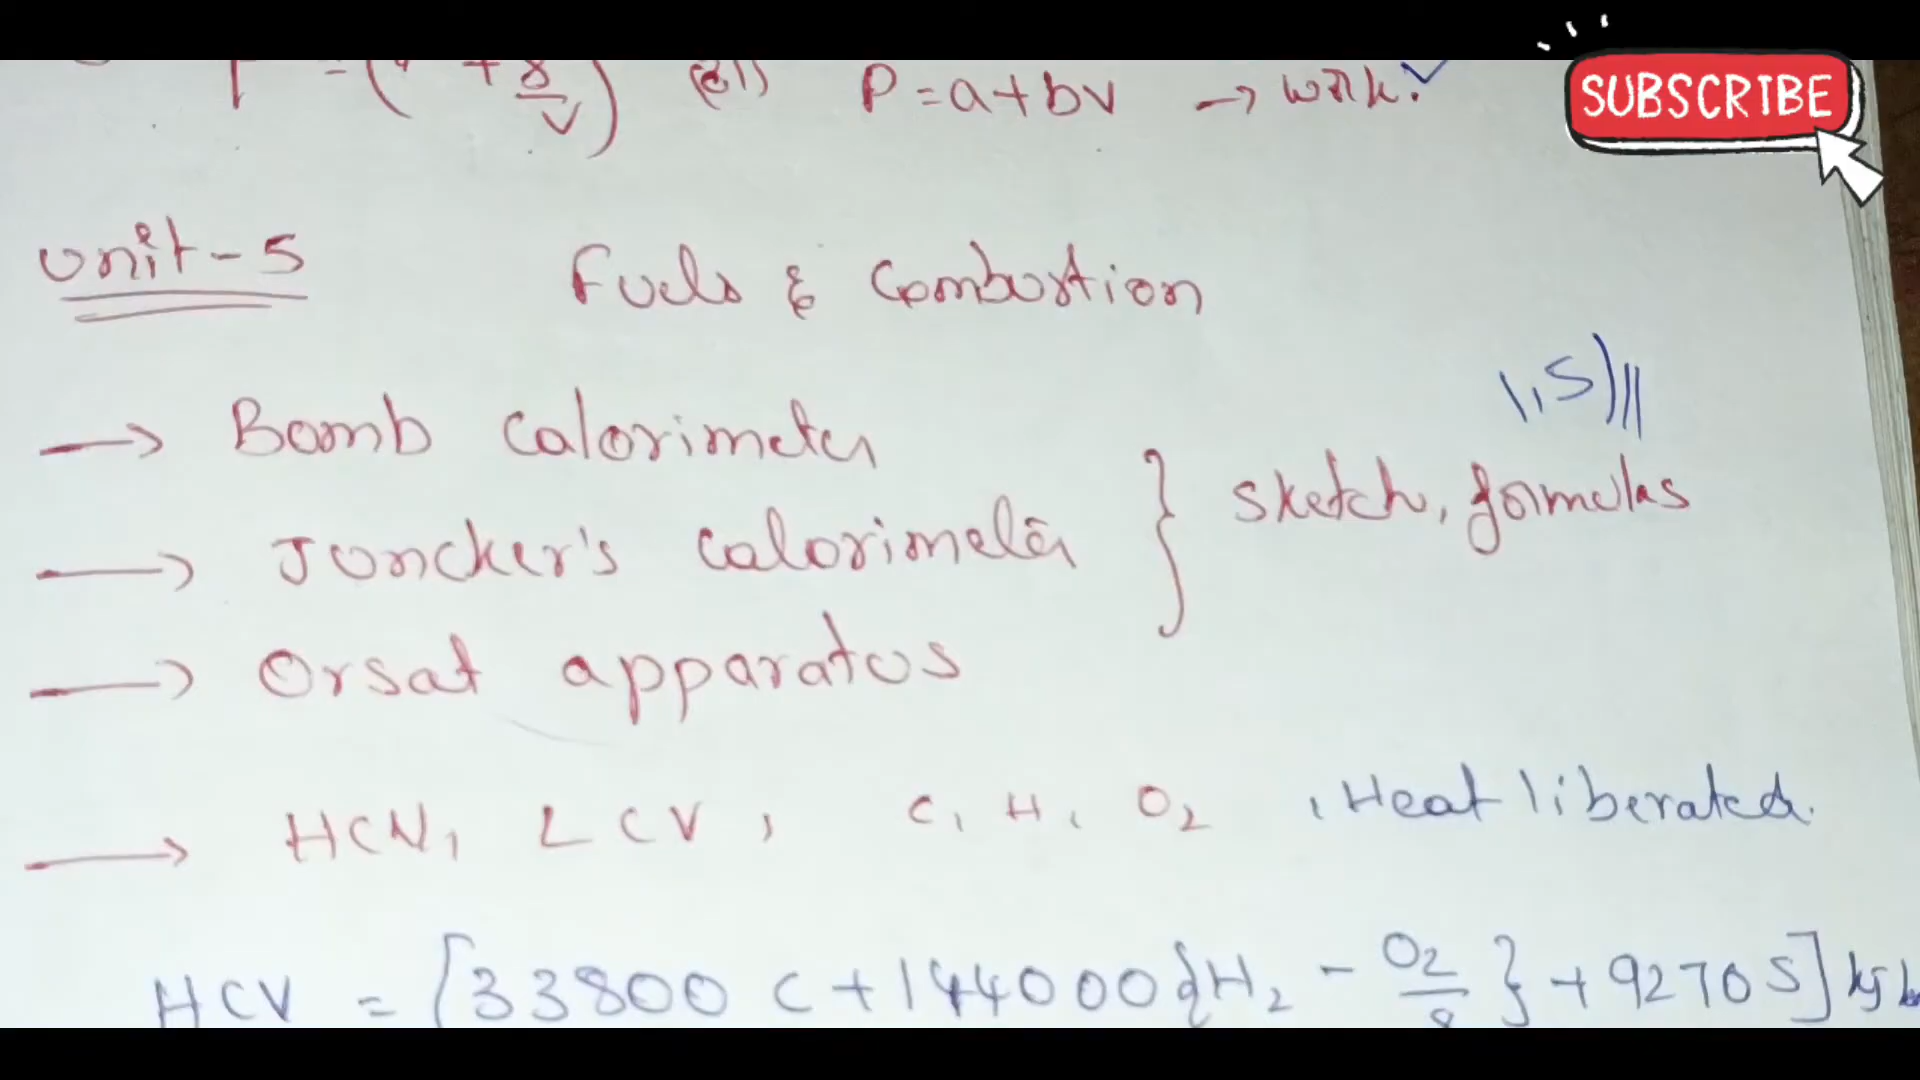 = ( + 8/V) P = a + bv → work.
SUBSCRIBE
Unit - 5 Fuels & Combustion
→ Bomb Calorimeter
→ Juncker's Calorimeter } sketch, formulas
→ Orsat apparatus
→ HCV, LCV, C, H, O2, Heat liberated.
HCV = [33800 C + 144000 {H2 - O2/8} + 9270 S]